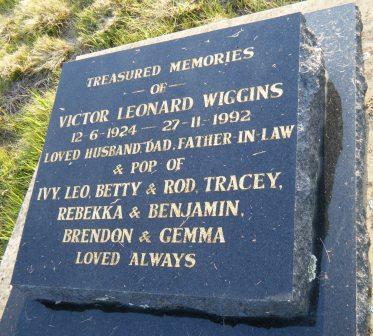 TREASURED MEMORIES
— OF —
VICTOR LEONARD WIGGINS
12-6-1924 — 27-11-1992
LOVED HUSBAND, DAD, FATHER-IN-LAW
& POP OF
IVY, LEO, BETTY & ROD, TRACEY,
REBEKKA & BENJAMIN,
BRENDON & GEMMA
LOVED ALWAYS